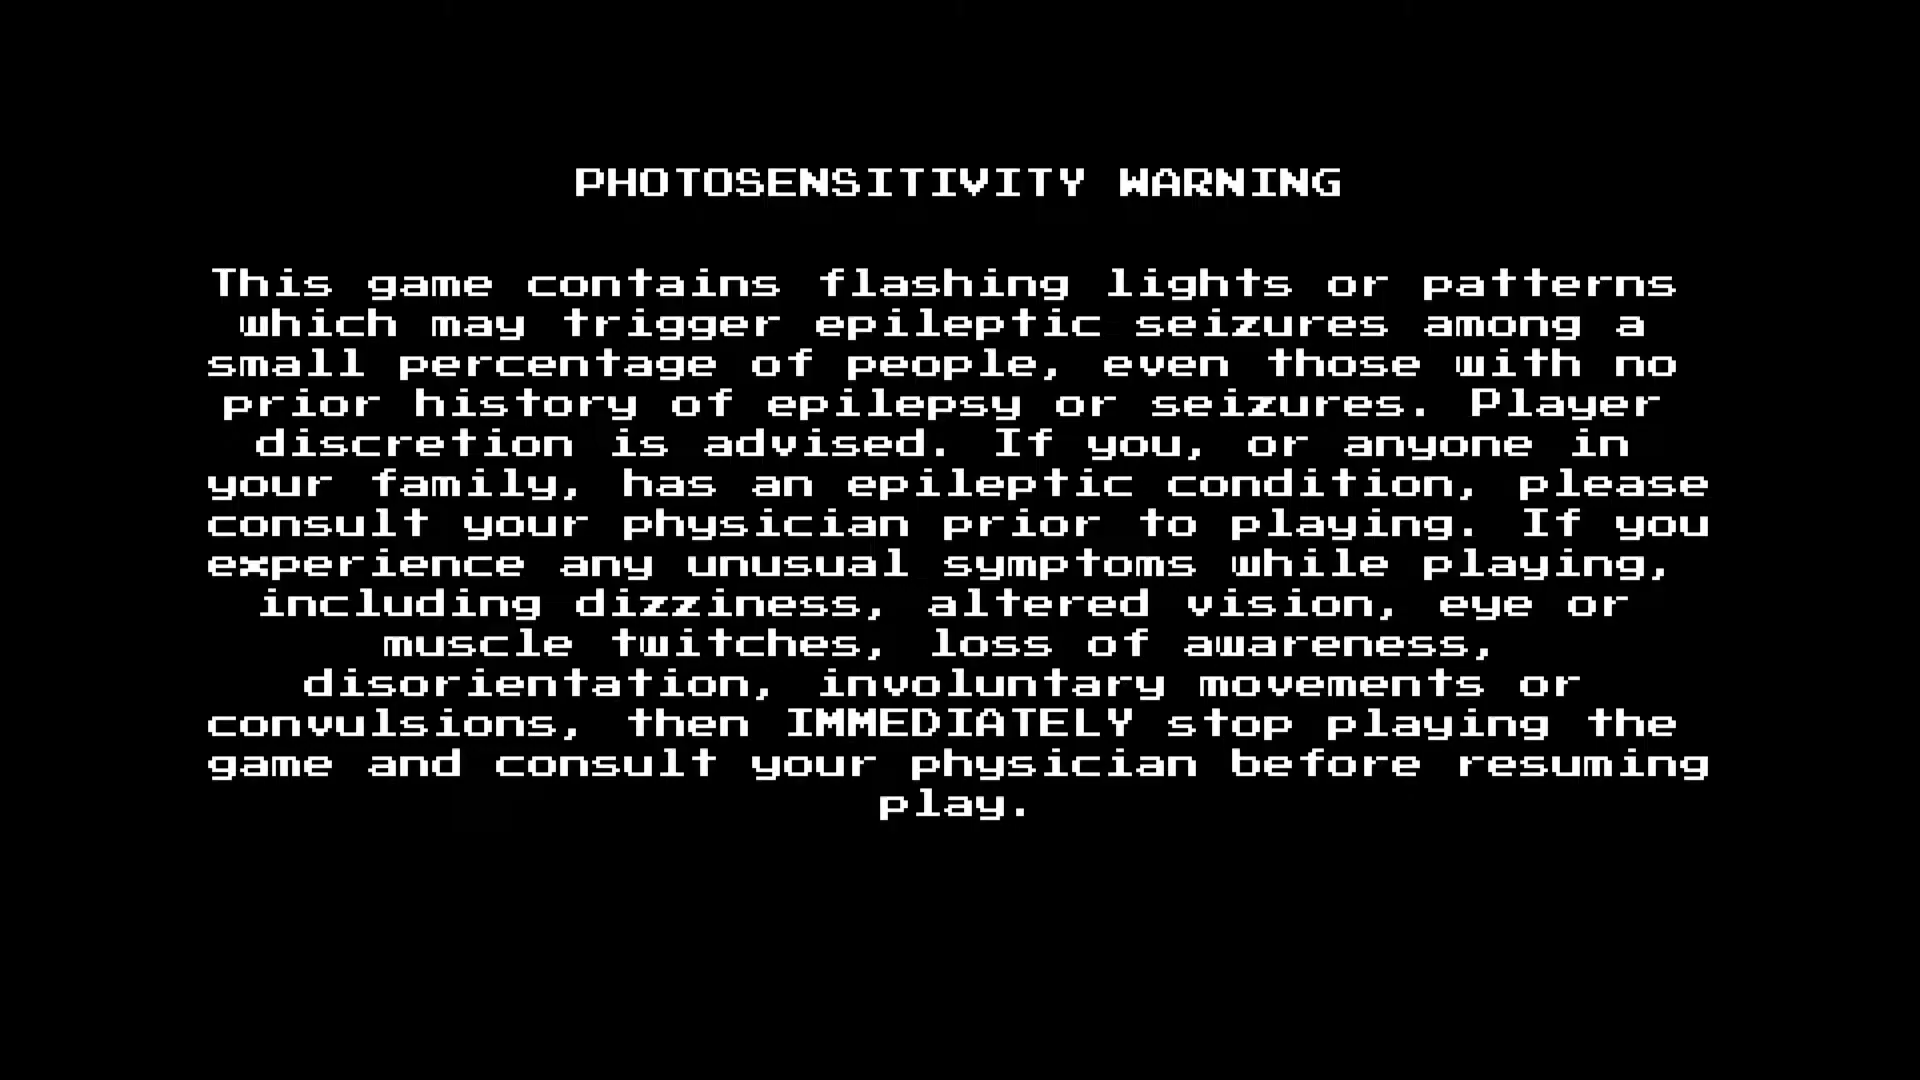 PHOTOSENSITIVITY WARNING
This game contains flashing lights or patterns
which may trigger epileptic seizures among a
small percentage of people, even those with no
prior history of epilepsy or seizures. Player
discretion is advised. If you, or anyone in
your family, has an epileptic condition, please
consult your physician prior to playing. If you
experience any unusual symptoms while playing,
including dizziness, altered vision, eye or
muscle twitches, loss of awareness,
disorientation, involuntary movements or
convulsions, then IMMEDIATELY stop playing the
game and consult your physician before resuming
play.